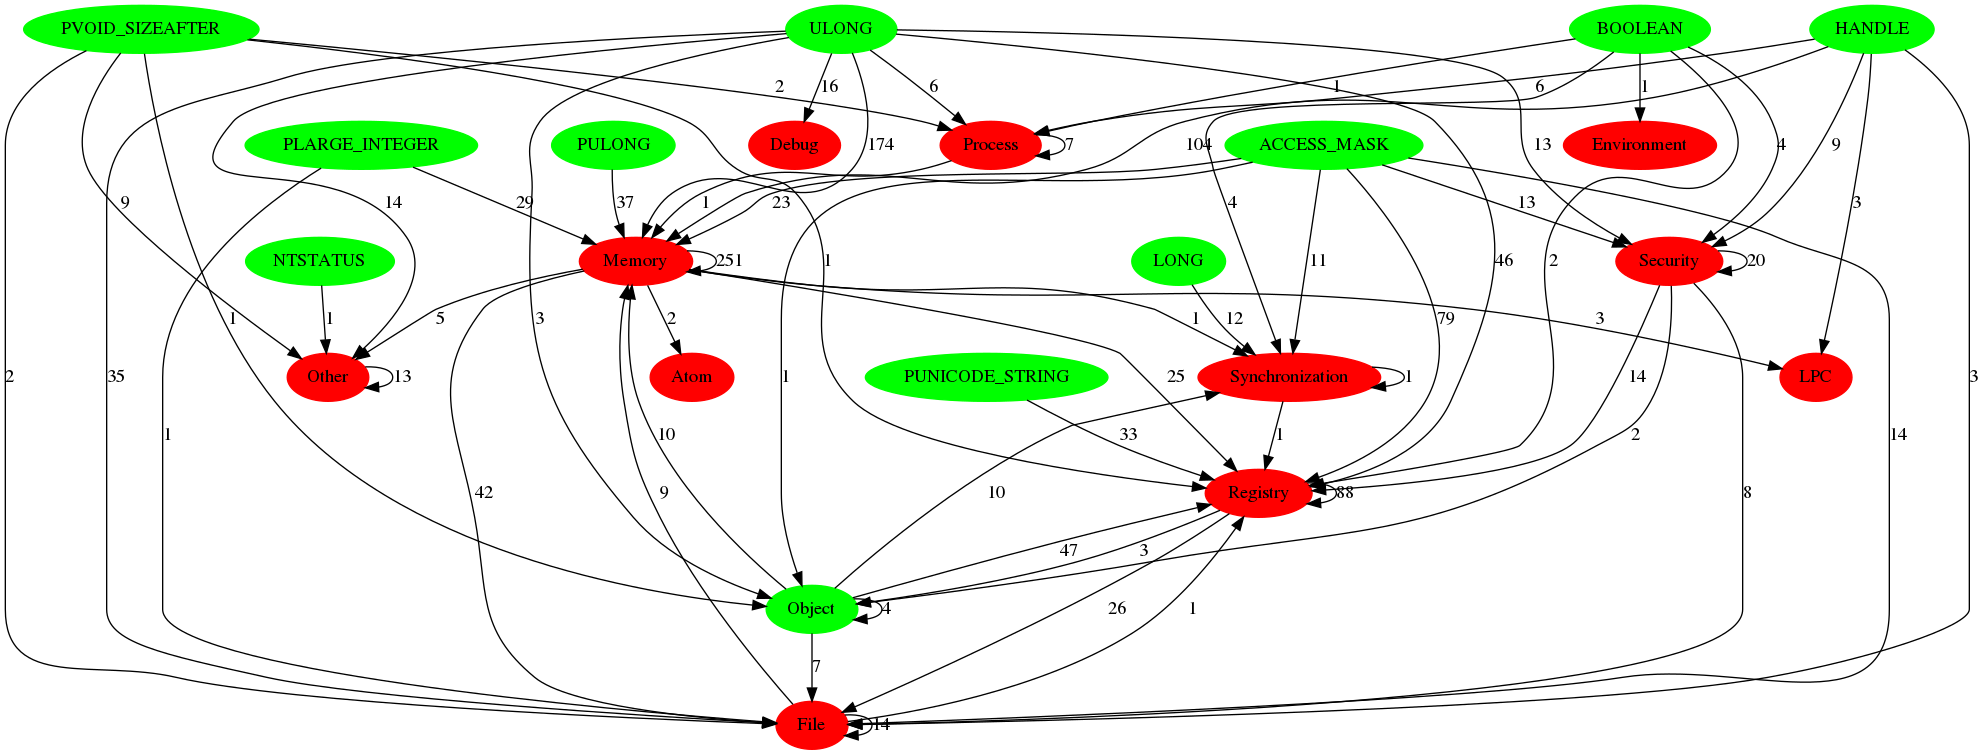 PVOID_SIZEAFTER ULONG BOOLEAN HANDLE
16 6 2 1 6 1
PLARGE_INTEGER PULONG Debug Process 7 174 104 ACCESS_MASK 13 Environment 4 9
9 14 29 37 1 23 4 13 3
NTSTATUS Memory 251 1 LONG 46 2 Security 20
1 1 5 2 3 1 12 11 79 3
2 35 Other 13 Atom 25 PUNICODE_STRING 1 Synchronization 1 14 LPC 3
1 10 33 1 2 14
42 9 10 Registry 88 8
47 3
Object 4 26 1
7
File 14